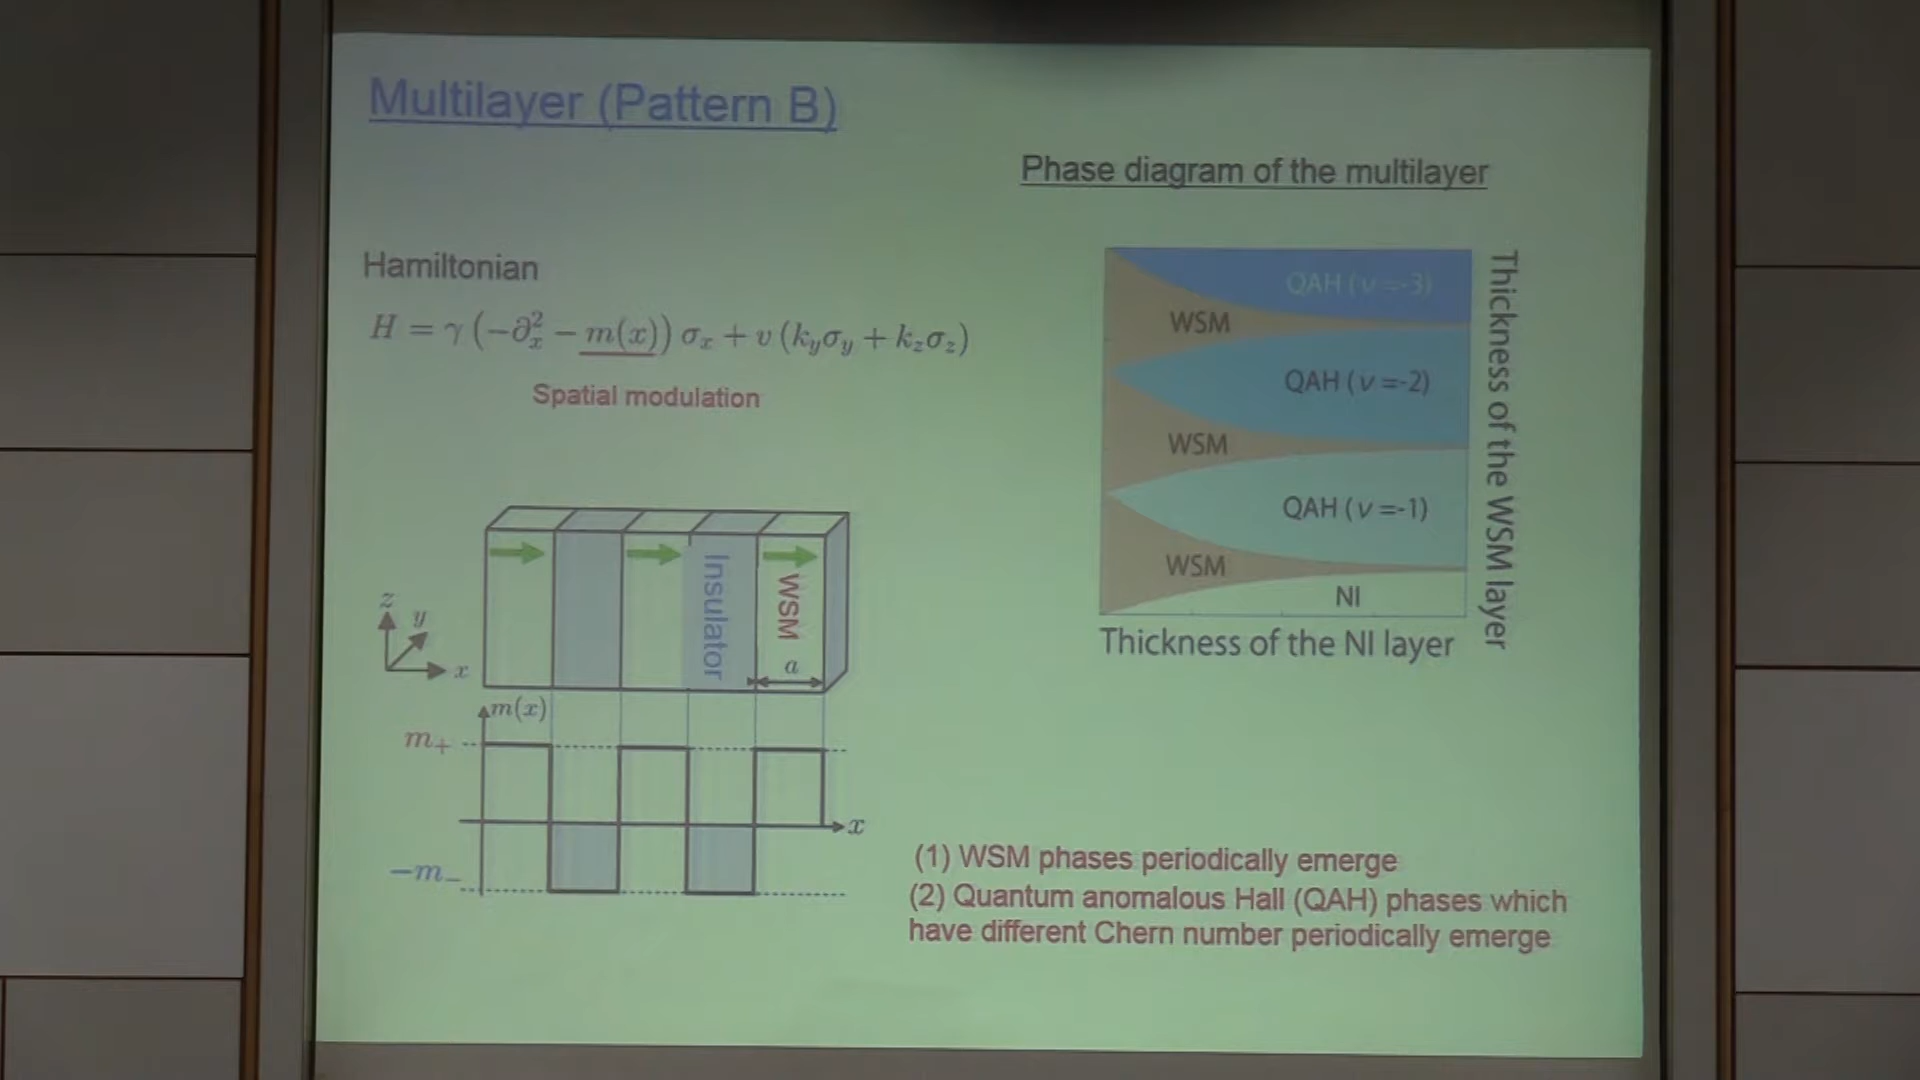 Multilayer (Pattern B)
Phase diagram of the multilayer
Hamiltonian
H = γ (−∂ₓ² − m(x)) σₓ + v (k_yσ_y + k_zσ_z)
Spatial modulation
QAH (ν =-3)
WSM
QAH (ν =-2)
WSM
QAH (ν =-1)
WSM
NI
Thickness of the NI layer
Thickness of the WSM layer
Insulator
WSM
a
z
y
x
m(x)
m₊
x
−m₋
(1) WSM phases periodically emerge
(2) Quantum anomalous Hall (QAH) phases which
have different Chern number periodically emerge